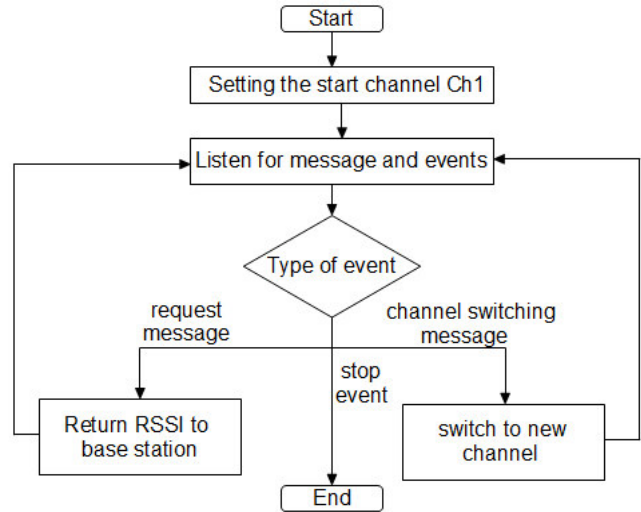 Start
Setting the start channel Ch1
Listen for message and events
Type of event
request
message
channel switching
message
stop
event
Return RSSI to
base station
switch to new
channel
End